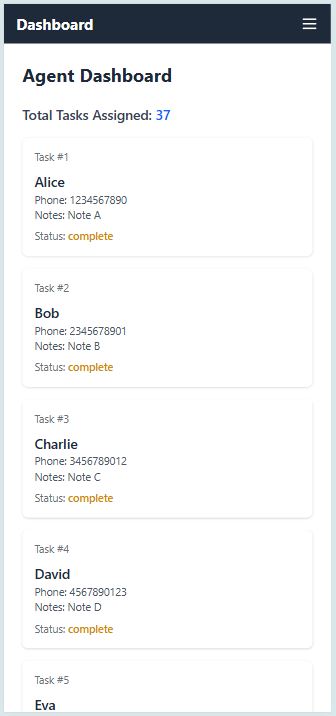 Dashboard
Agent Dashboard
Total Tasks Assigned: 37
Task #1
Alice
Phone: 1234567890
Notes: Note A
Status: complete
Task #2
Bob
Phone: 2345678901
Notes: Note B
Status: complete
Task #3
Charlie
Phone: 3456789012
Notes: Note C
Status: complete
Task #4
David
Phone: 4567890123
Notes: Note D
Status: complete
Task #5
Eva